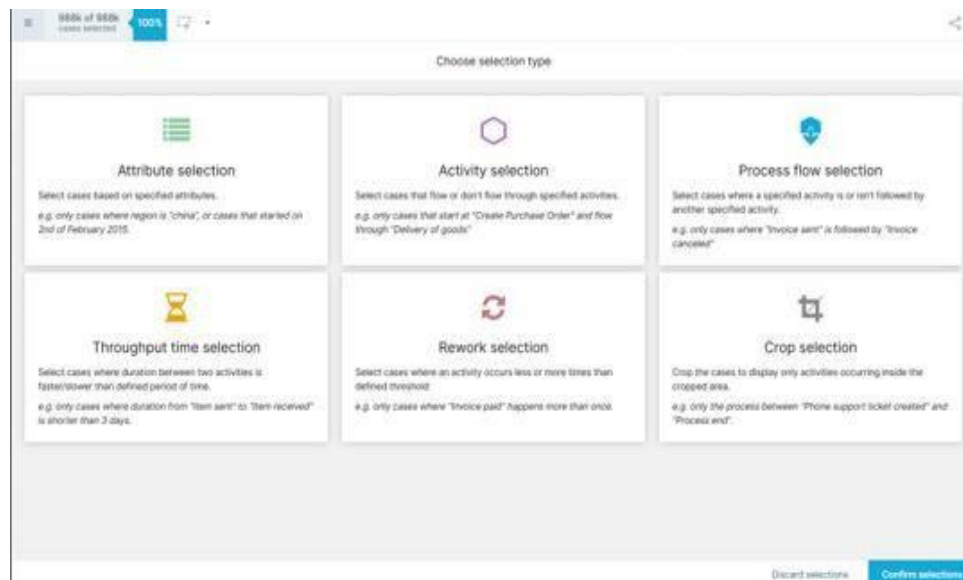 988k of 988k
cases selected
100%
Choose selection type
Attribute selection
Select cases based on specified attributes.
e.g. only cases where region is "china", or cases that started on
2nd of February 2015.
Activity selection
Select cases that flow or don't flow through specified activities.
e.g. only cases that start at "Create Purchase Order" and flow
through "Delivery of goods"
Process flow selection
Select cases where a specified activity is or isn't followed by
another specified activity.
e.g. only cases where "Invoice sent" is followed by "Invoice
canceled"
Throughput time selection
Select cases where duration between two activities is
faster/slower than defined period of time.
e.g. only cases where duration from "Item sent" to "Item received"
is shorter than 3 days.
Rework selection
Select cases where an activity occurs less or more times than
defined threshold
e.g. only cases where "Invoice paid" happens more than once.
Crop selection
Crop the cases to display only activities occurring inside the
cropped area.
e.g. only the process between "Phone support ticket created" and
"Process end".
Discard selections
Confirm selections